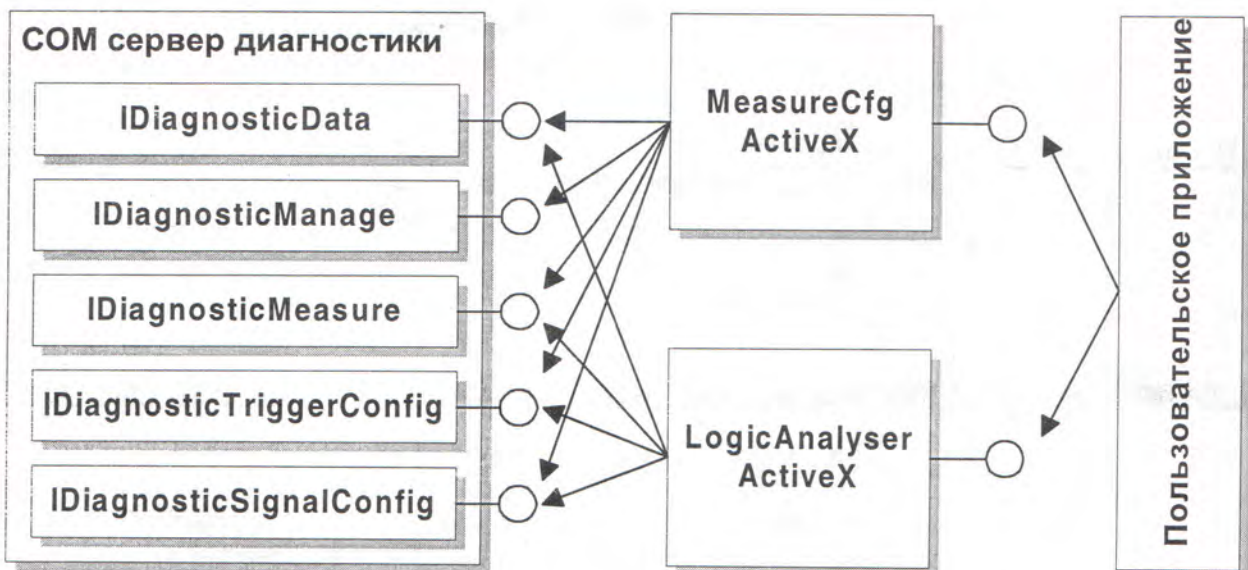 COM сервер диагностики
IDiagnosticData
IDiagnosticManage
IDiagnosticMeasure
IDiagnosticTriggerConfig
IDiagnosticSignalConfig
MeasureCfg
ActiveX
LogicAnalyser
ActiveX
Пользовательское приложение